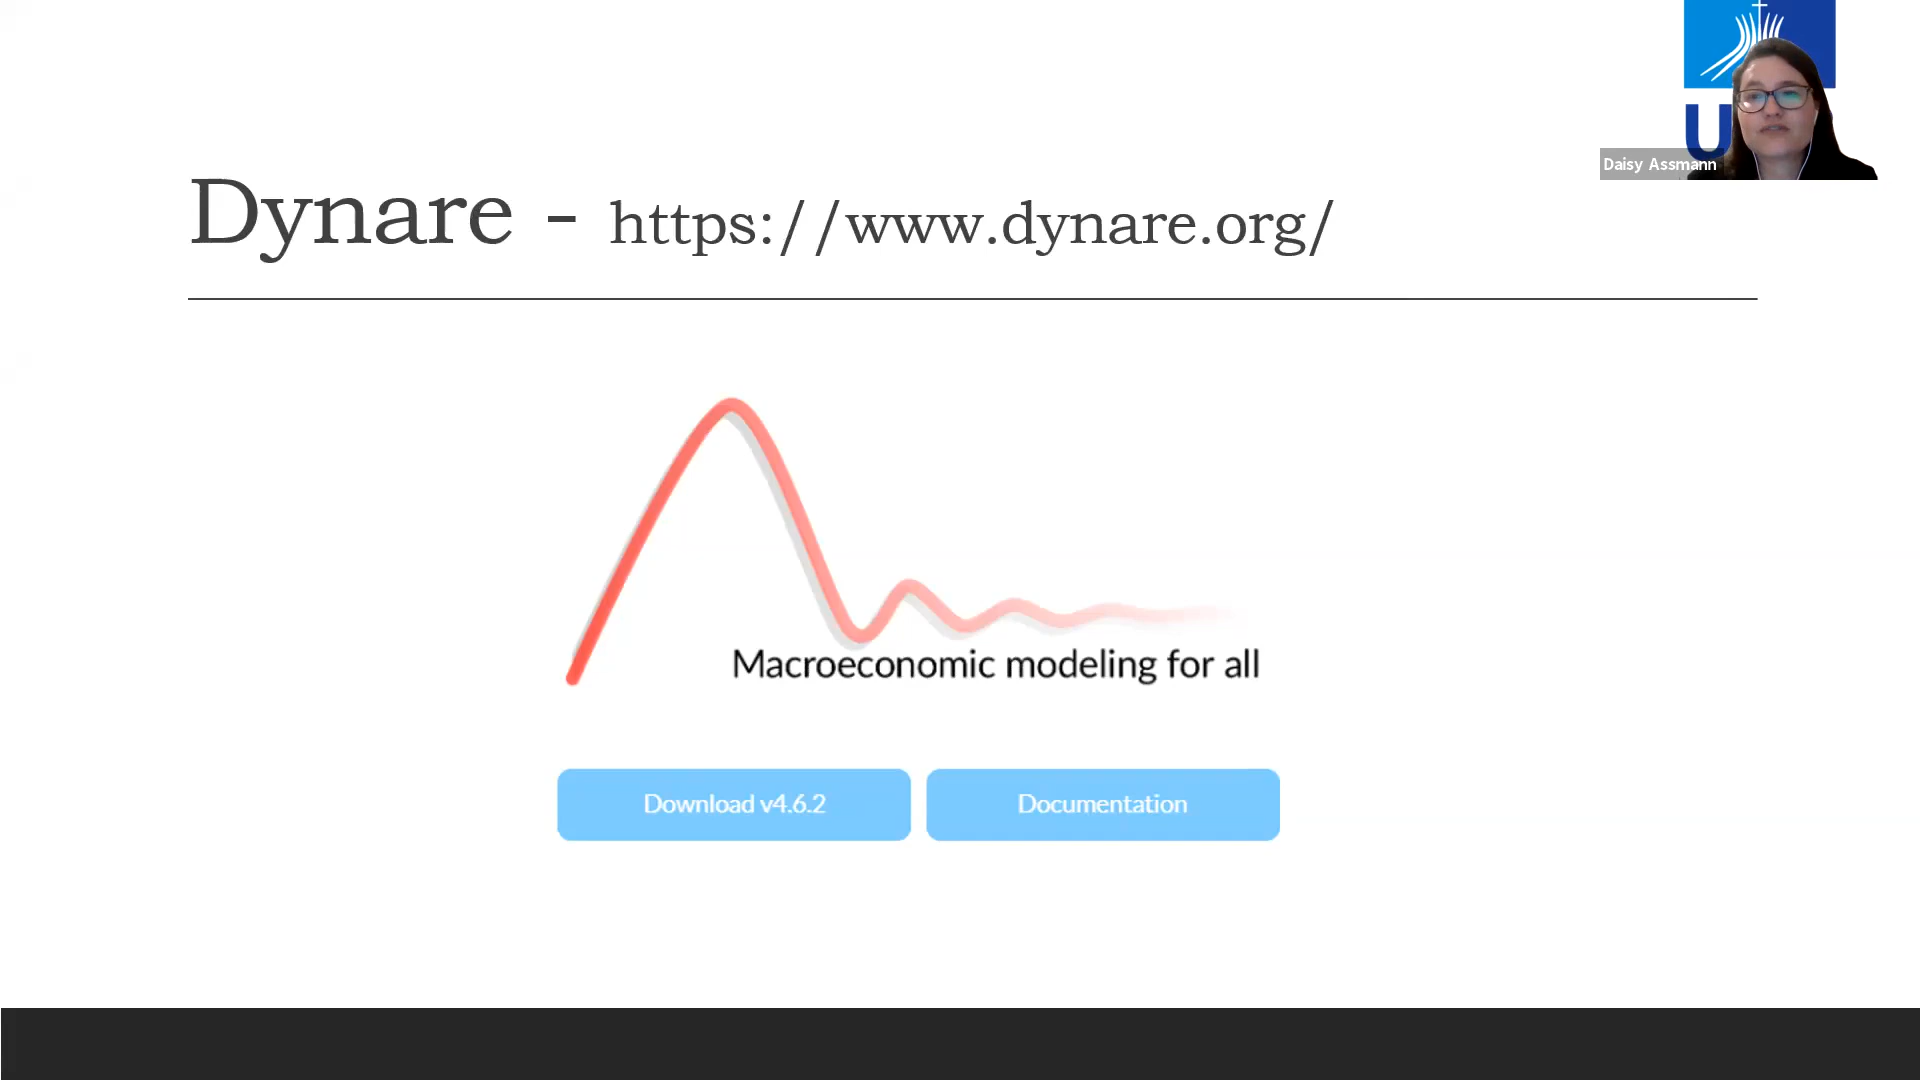 U
Daisy Assmann
Dynare - https://www.dynare.org/
Macroeconomic modeling for all
Download v4.6.2
Documentation